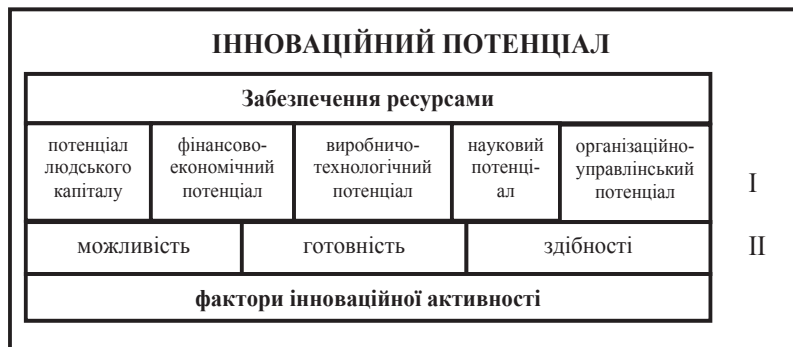 ІННОВАЦІЙНИЙ ПОТЕНЦІАЛ
Забезпечення ресурсами
потенціал
людського
капіталу
фінансово-
економічний
потенціал
виробничо-
технологічний
потенціал
науковий
потенці-
ал
організаційно-
управлінський
потенціал
I
можливість
готовність
здібності
II
фактори інноваційної активності